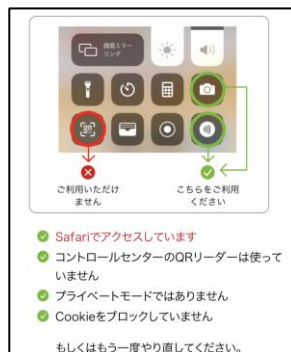 画面ミラー
リング
ご利用いただけ
ません
こちらをご利用
ください
Safariでアクセスしています
コントロールセンターのQRリーダーは使って
いません
プライベートモードではありません
Cookieをブロックしていません
もしくはもう一度やり直してください。